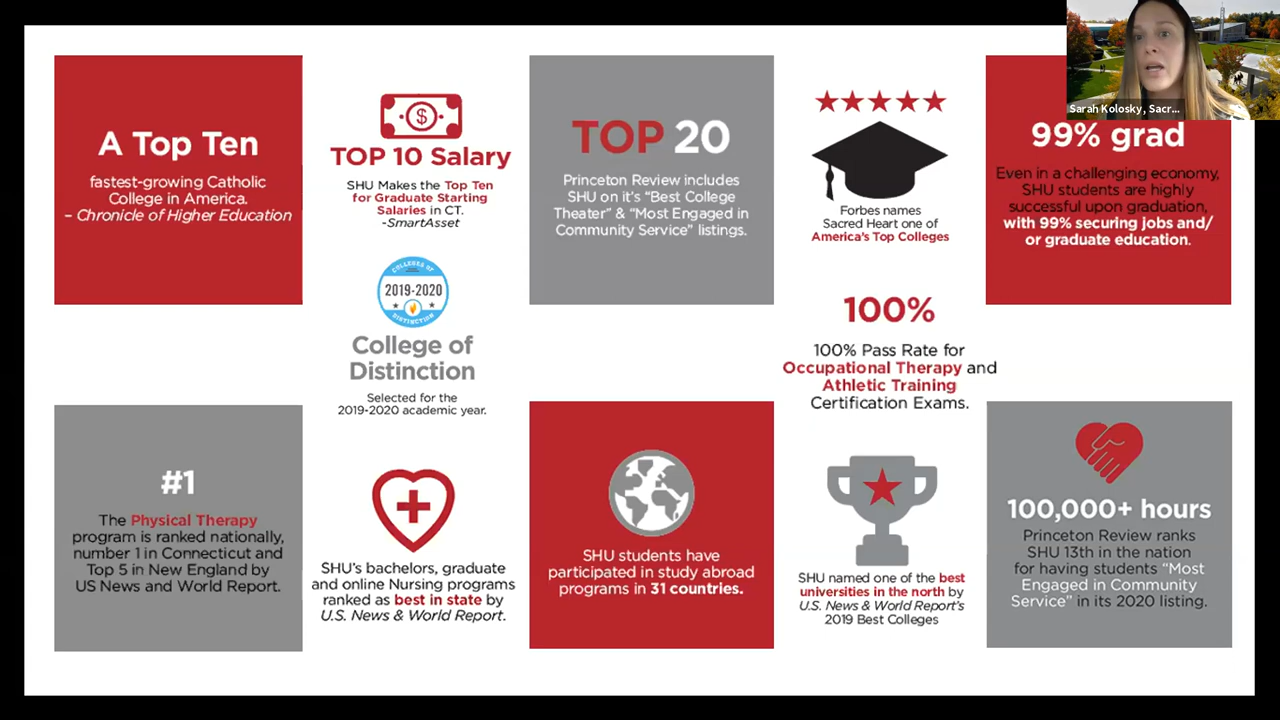 A Top Ten
fastest-growing Catholic
College in America.
– Chronicle of Higher Education
TOP 10 Salary
SHU Makes the Top Ten
for Graduate Starting
Salaries in CT.
-SmartAsset
COLLEGES OF
2019-2020
DISTINCTION
College of
Distinction
Selected for the
2019-2020 academic year.
TOP 20
Princeton Review includes
SHU on it's “Best College
Theater” & “Most Engaged in
Community Service” listings.
Forbes names
Sacred Heart one of
America's Top Colleges
100%
100% Pass Rate for
Occupational Therapy and
Athletic Training
Certification Exams.
Sarah Kolosky, Sacr...
99% grad
Even in a challenging economy,
SHU students are highly
successful upon graduation,
with 99% securing jobs and/
or graduate education.
#1
The Physical Therapy
program is ranked nationally,
number 1 in Connecticut and
Top 5 in New England by
US News and World Report.
SHU's bachelors, graduate
and online Nursing programs
ranked as best in state by
U.S. News & World Report.
SHU students have
participated in study abroad
programs in 31 countries.
SHU named one of the best
universities in the north by
U.S. News & World Report's
2019 Best Colleges
100,000+ hours
Princeton Review ranks
SHU 13th in the nation
for having students “Most
Engaged in Community
Service” in its 2020 listing.